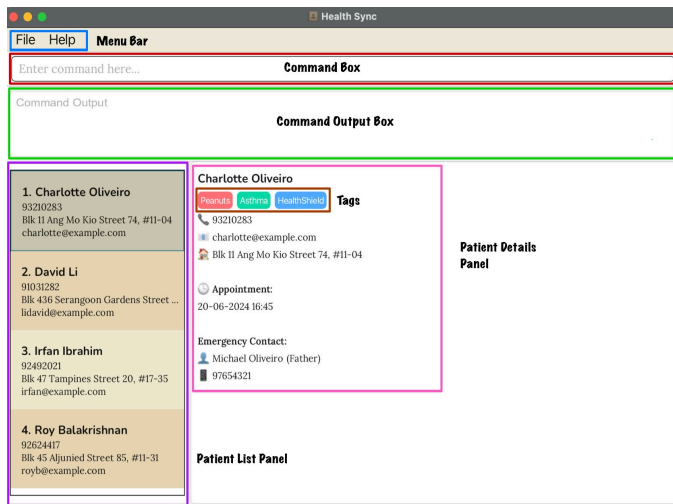 Health Sync
File Help Menu Bar
Enter command here... Command Box
Command Output
Command Output Box
1. Charlotte Oliveiro
93210283
Blk 11 Ang Mo Kio Street 74, #11-04
charlotte@example.com
2. David Li
91031282
Blk 436 Serangoon Gardens Street ...
lidavid@example.com
3. Irfan Ibrahim
92492021
Blk 47 Tampines Street 20, #17-35
irfan@example.com
4. Roy Balakrishnan
92624417
Blk 45 Aljunied Street 85, #11-31
royb@example.com
Charlotte Oliveiro
Peanuts Asthma HealthShield Tags
93210283
charlotte@example.com
Blk 11 Ang Mo Kio Street 74, #11-04
Appointment:
20-06-2024 16:45
Emergency Contact:
Michael Oliveiro (Father)
97654321
Patient Details
Panel
Patient List Panel